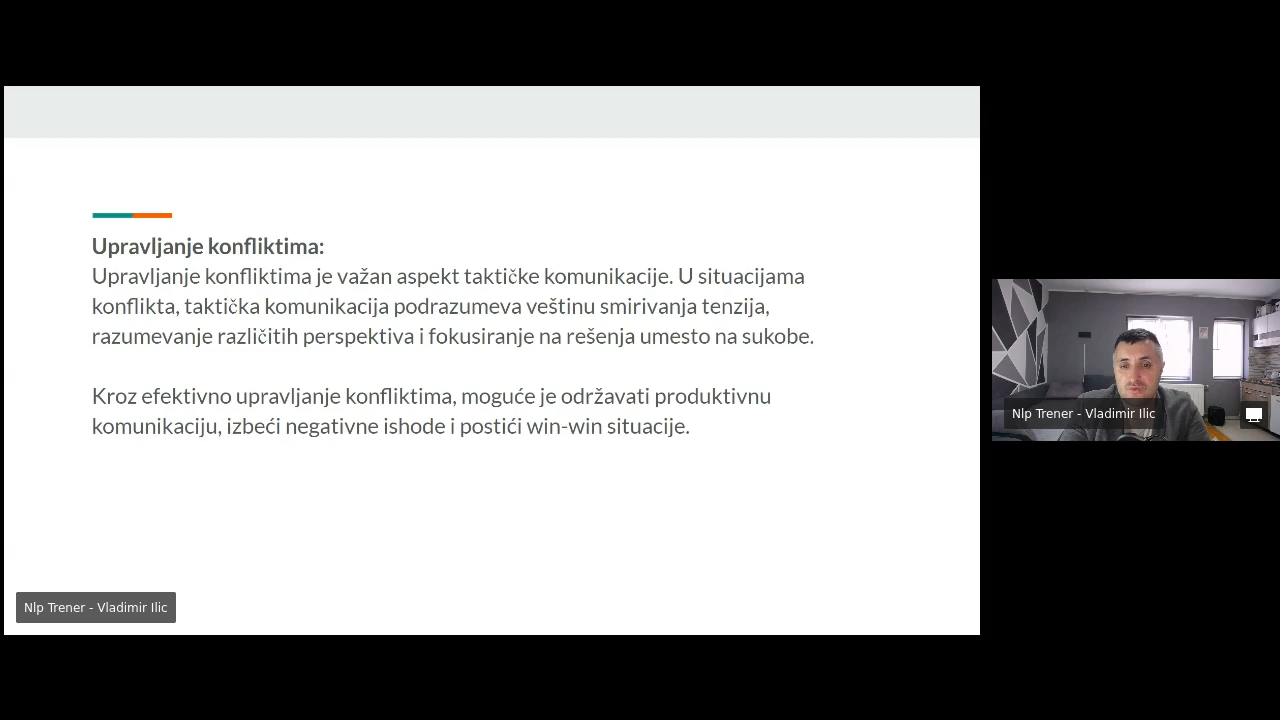 Upravljanje konfliktima:
Upravljanje konfliktima je važan aspekt taktičke komunikacije. U situacijama
konflikta, taktička komunikacija podrazumeva veštinu smirivanja tenzija,
razumevanje različitih perspektiva i fokusiranje na rešenja umesto na sukobe.
Kroz efektivno upravljanje konfliktima, moguće je održavati produktivnu
komunikaciju, izbeći negativne ishode i postići win-win situacije.
Nlp Trener - Vladimir Ilic
Nlp Trener - Vladimir Ilic